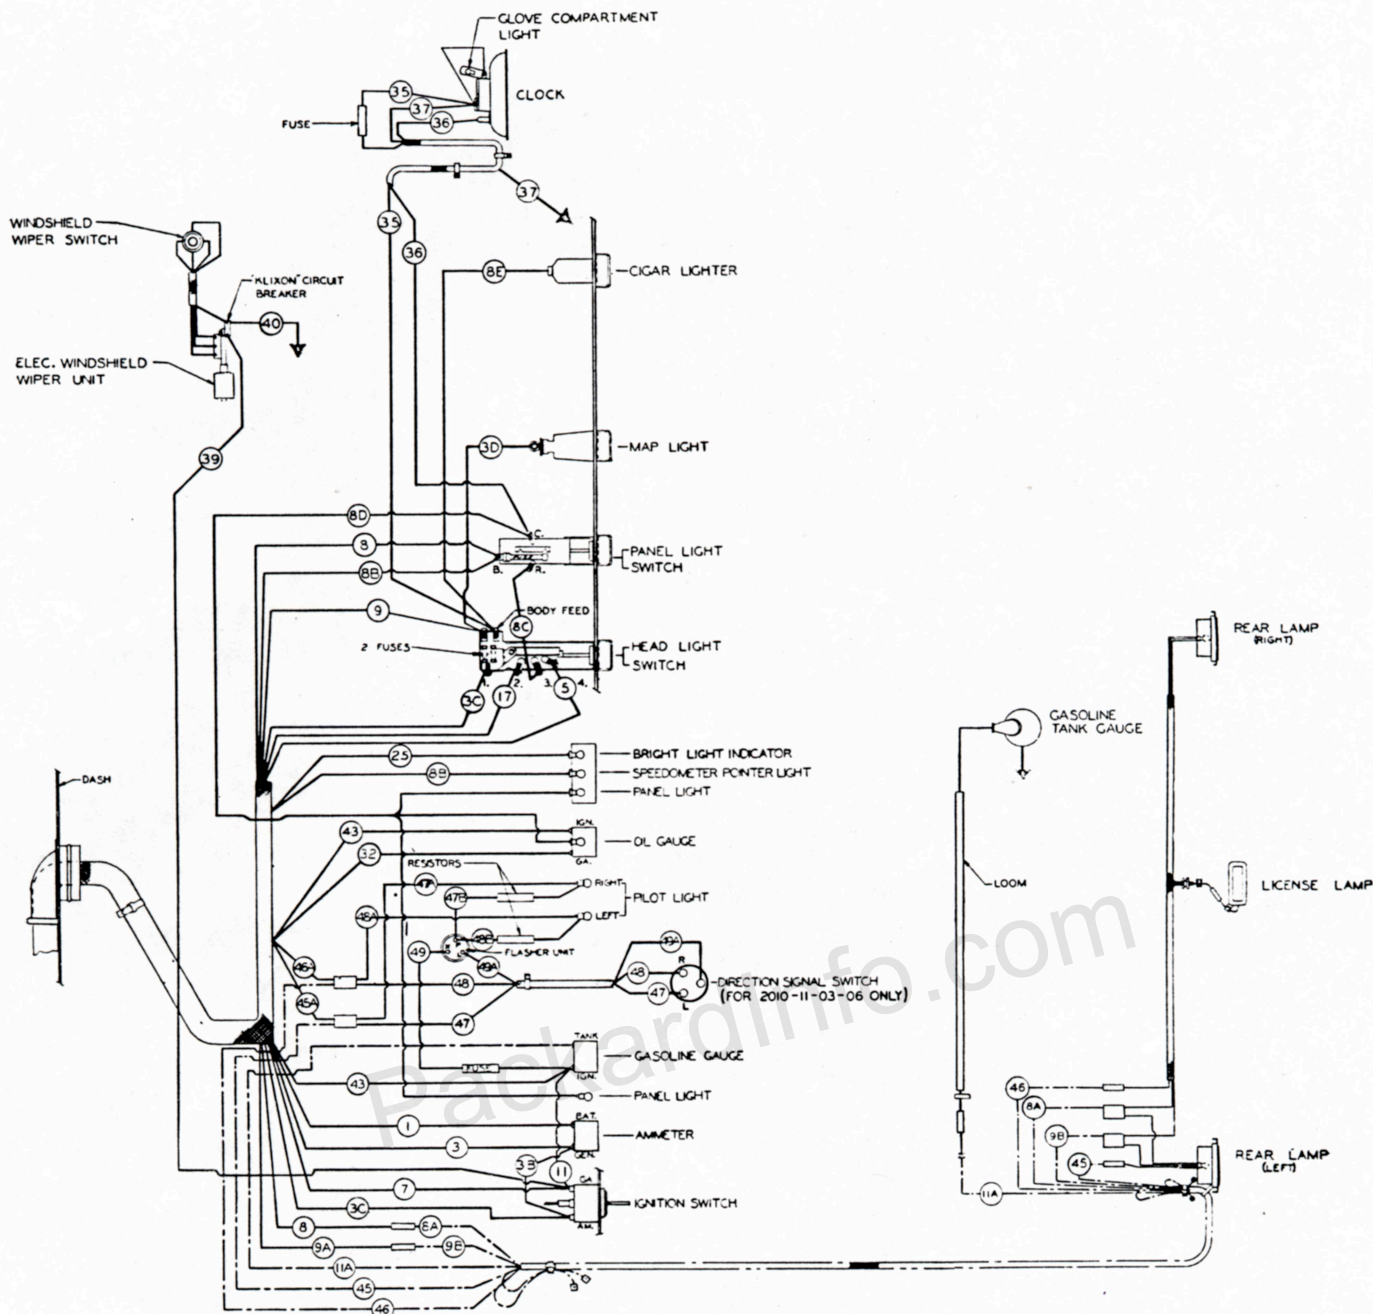 GLOVE COMPARTMENT
LIGHT
CLOCK
35
37
36
FUSE
37
35
36
WINDSHIELD
WIPER SWITCH
"KLIXON" CIRCUIT
BREAKER
40
ELEC. WINDSHIELD
WIPER UNIT
39
8E
CIGAR LIGHTER
3D
MAP LIGHT
8D
C.
8
PANEL LIGHT
SWITCH
B.
R.
8B
9
BODY FEED
8C
2 FUSES
HEAD LIGHT
SWITCH
1.
2.
3.
4.
3C
17
5
REAR LAMP
(RIGHT)
GASOLINE
TANK GAUGE
25
BRIGHT LIGHT INDICATOR
8B
SPEEDOMETER POINTER LIGHT
PANEL LIGHT
DASH
43
IGN.
OIL GAUGE
32
GA.
RESISTORS
47A
RIGHT
47B
PILOT LIGHT
48A
LEFT
48B
49
FLASHER UNIT
49A
LOOM
LICENSE LAMP
49A
R
46A
48
48
DIRECTION SIGNAL SWITCH
(FOR 2010-11-03-06 ONLY)
45A
47
47
L
TANK
GASOLINE GAUGE
FUSE
IGN.
43
PANEL LIGHT
1
BAT.
AMMETER
3
GEN.
3B
11
GA.
7
IGNITION SWITCH
3C
AM.
8
8A
9A
9B
11A
45
46
46
8A
9B
45
REAR LAMP
(LEFT)
11A
PackardInfo.com